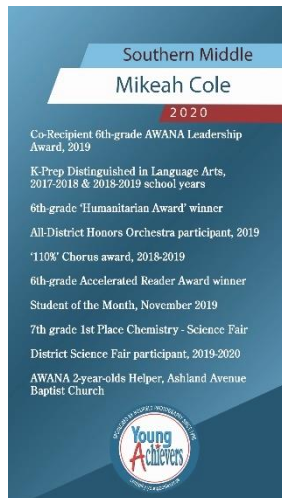 Southern Middle
Mikeah Cole
2020
Co-Recipient 6th-grade AWANA Leadership
Award, 2019
K-Prep Distinguished in Language Arts,
2017-2018 & 2018-2019 school years
6th-grade ‘Humanitarian Award’ winner
All-District Honors Orchestra participant, 2019
‘110%’ Chorus award, 2018-2019
6th-grade Accelerated Reader Award winner
Student of the Month, November 2019
7th grade 1st Place Chemistry - Science Fair
District Science Fair participant, 2019-2020
AWANA 2-year-olds Helper, Ashland Avenue
Baptist Church
Young
Achievers